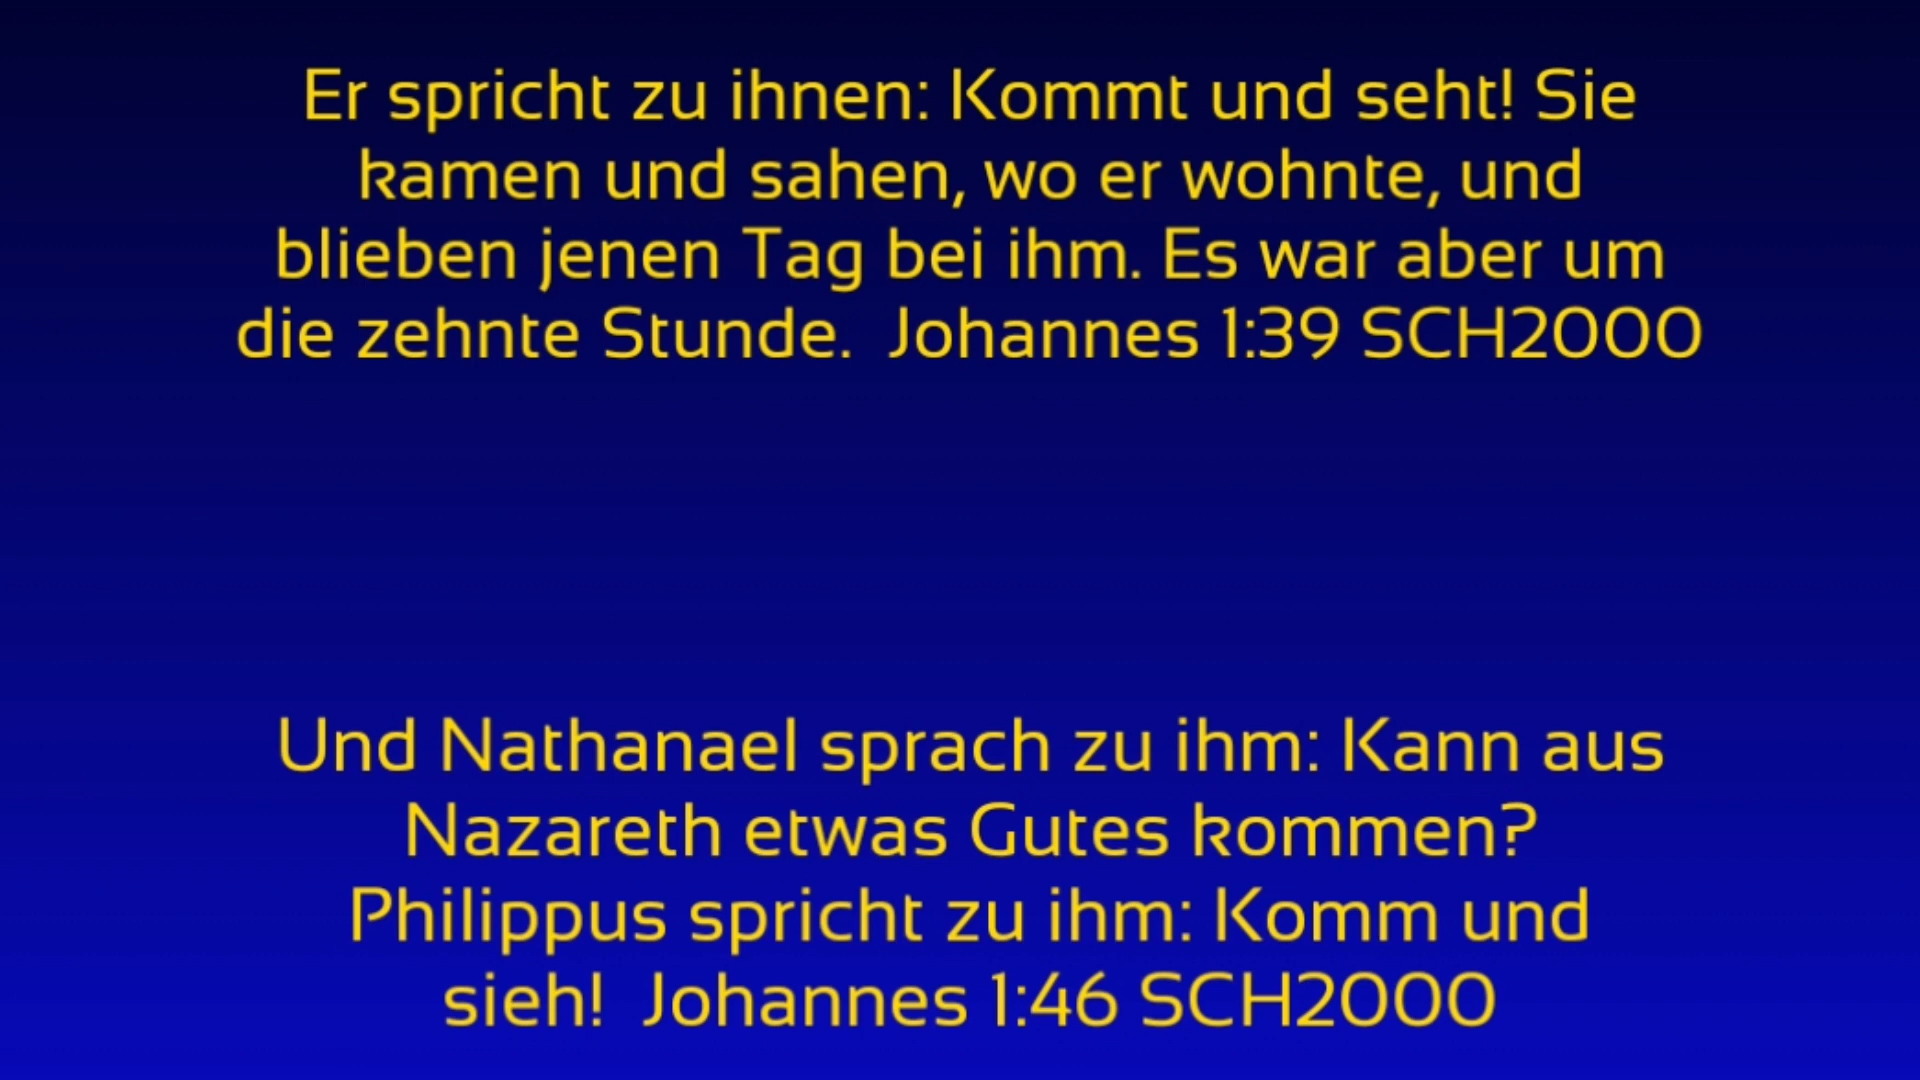 Er spricht zu ihnen: Kommt und seht! Sie
kamen und sahen, wo er wohnte, und
blieben jenen Tag bei ihm. Es war aber um
die zehnte Stunde.  Johannes 1:39 SCH2000
Und Nathanael sprach zu ihm: Kann aus
Nazareth etwas Gutes kommen?
Philippus spricht zu ihm: Komm und
sieh!  Johannes 1:46 SCH2000